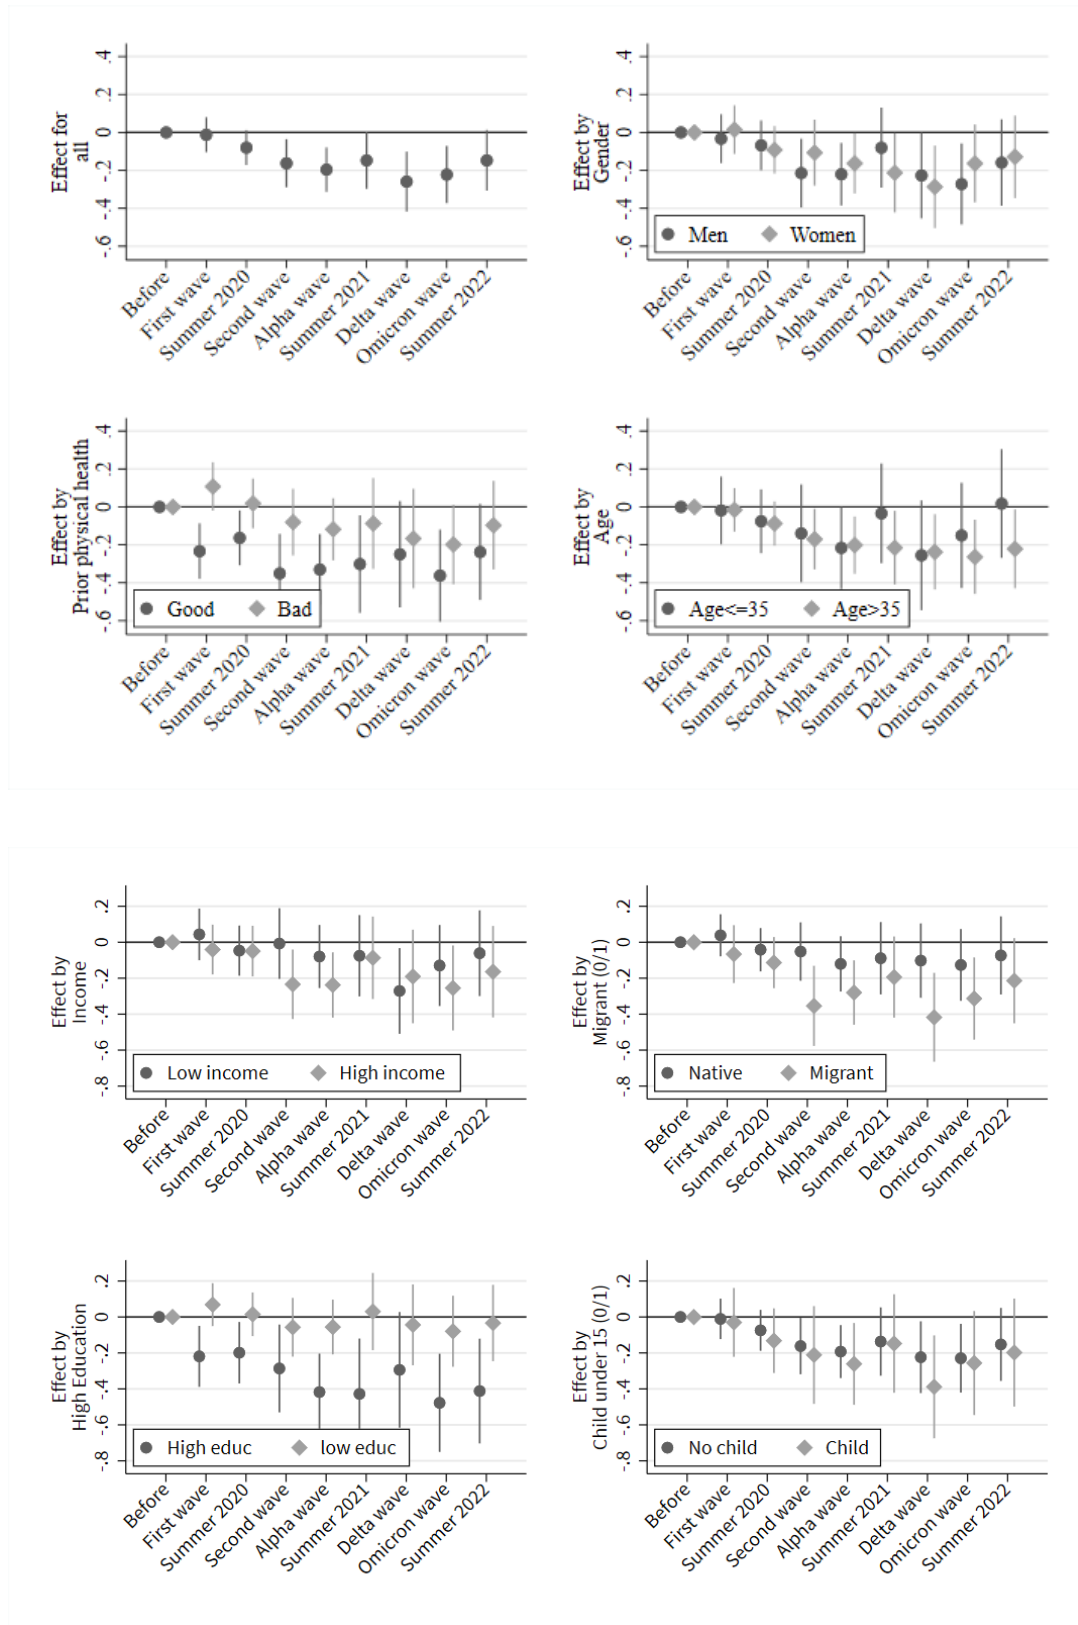 Effect for
all
.4
.2
0
-.2
-.4
-.6
Before
First wave
Summer 2020
Second wave
Alpha wave
Summer 2021
Delta wave
Omicron wave
Summer 2022
Effect by
Gender
.4
.2
0
-.2
-.4
-.6
Men
Women
Before
First wave
Summer 2020
Second wave
Alpha wave
Summer 2021
Delta wave
Omicron wave
Summer 2022
Effect by
Prior physical health
.4
.2
0
-.2
-.4
-.6
Good
Bad
Before
First wave
Summer 2020
Second wave
Alpha wave
Summer 2021
Delta wave
Omicron wave
Summer 2022
Effect by
Age
.4
.2
0
-.2
-.4
-.6
Age<=35
Age>35
Before
First wave
Summer 2020
Second wave
Alpha wave
Summer 2021
Delta wave
Omicron wave
Summer 2022
Effect by
Income
.2
0
-.2
-.4
-.6
-.8
Low income
High income
Before
First wave
Summer 2020
Second wave
Alpha wave
Summer 2021
Delta wave
Omicron wave
Summer 2022
Effect by
Migrant (0/1)
.2
0
-.2
-.4
-.6
-.8
Native
Migrant
Before
First wave
Summer 2020
Second wave
Alpha wave
Summer 2021
Delta wave
Omicron wave
Summer 2022
Effect by
High Education
.2
0
-.2
-.4
-.6
-.8
High educ
low educ
Before
First wave
Summer 2020
Second wave
Alpha wave
Summer 2021
Delta wave
Omicron wave
Summer 2022
Effect by
Child under 15 (0/1)
.2
0
-.2
-.4
-.6
-.8
No child
Child
Before
First wave
Summer 2020
Second wave
Alpha wave
Summer 2021
Delta wave
Omicron wave
Summer 2022